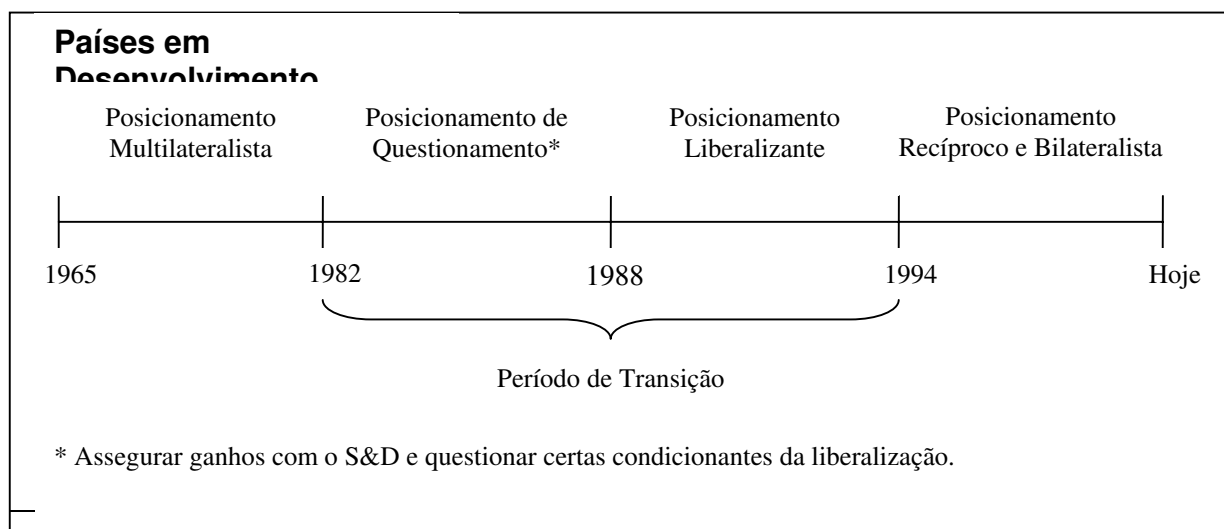 Países em
Desenvolvimento
Posicionamento
Multilateralista
Posicionamento de
Questionamento*
Posicionamento
Liberalizante
Posicionamento
Recíproco e Bilateralista
1965
1982
1988
1994
Hoje
Período de Transição
* Assegurar ganhos com o S&D e questionar certas condicionantes da liberalização.